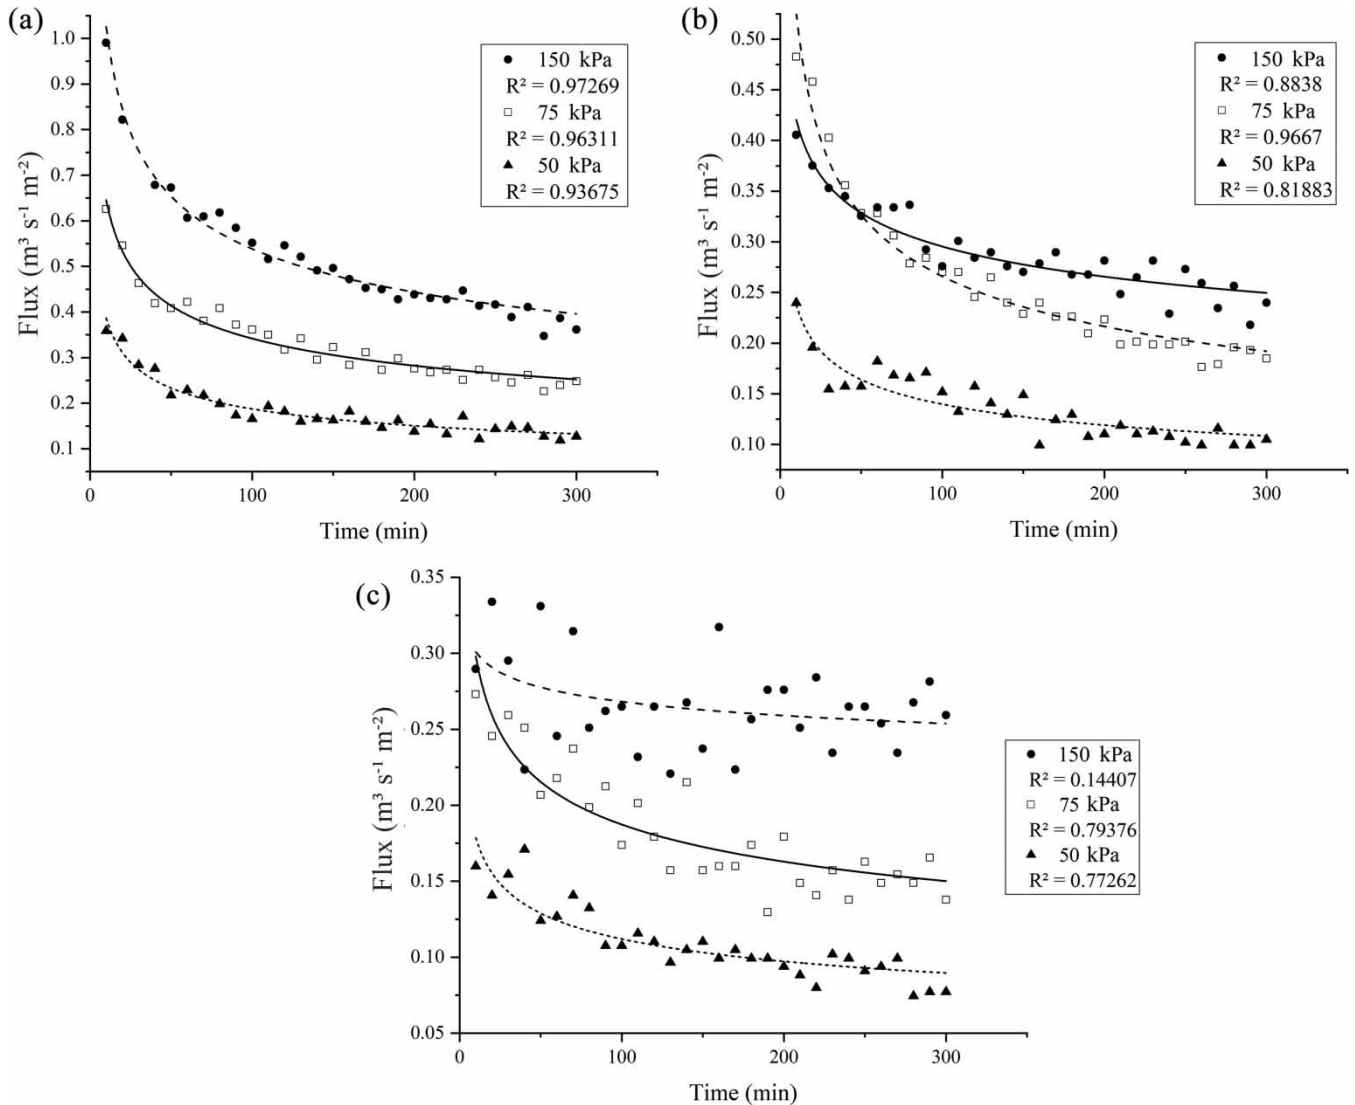 (a)
1.0
0.9
0.8
0.7
0.6
0.5
0.4
0.3
0.2
0.1
Flux (m³ s⁻¹ m⁻²)
0
100
200
300
Time (min)
150 kPa
R² = 0.97269
75 kPa
R² = 0.96311
50 kPa
R² = 0.93675
(b)
0.50
0.45
0.40
0.35
0.30
0.25
0.20
0.15
0.10
Flux (m³ s⁻¹ m⁻²)
0
100
200
300
Time (min)
150 kPa
R² = 0.8838
75 kPa
R² = 0.9667
50 kPa
R² = 0.81883
(c)
0.35
0.30
0.25
0.20
0.15
0.10
0.05
Flux (m³ s⁻¹ m⁻²)
0
100
200
300
Time (min)
150 kPa
R² = 0.14407
75 kPa
R² = 0.79376
50 kPa
R² = 0.77262